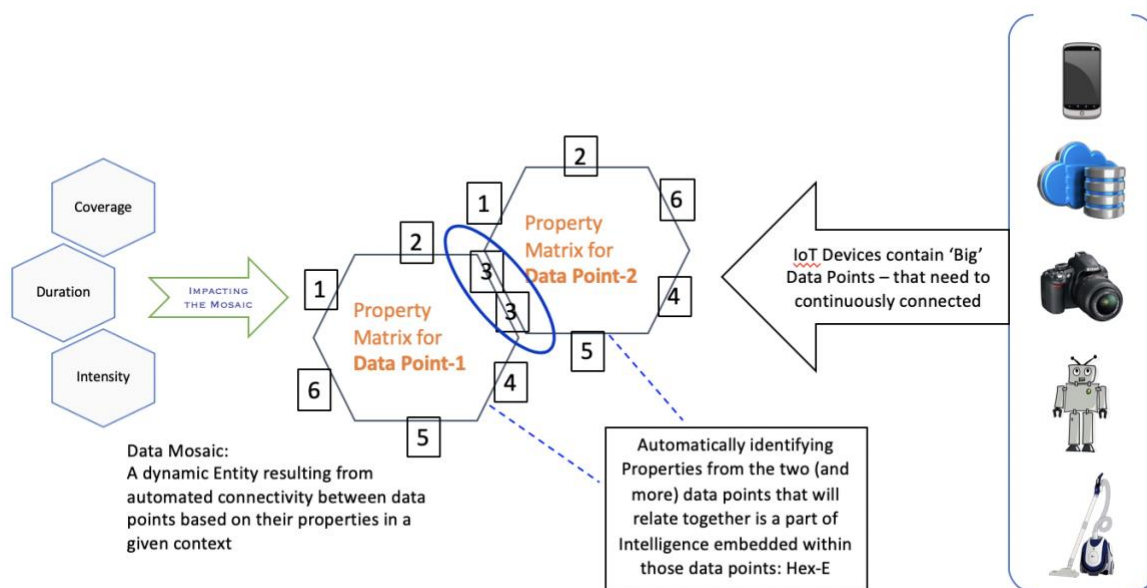 Coverage
Duration
Intensity
IMPACTING
THE MOSAIC
1
2
3
4
5
6
Property
Matrix for
Data Point-1
1
2
6
3
4
5
Property
Matrix for
Data Point-2
IoT Devices contain ‘Big’
Data Points – that need to
continuously connected
Data Mosaic:
A dynamic Entity resulting from
automated connectivity between data
points based on their properties in a
given context
Automatically identifying
Properties from the two (and
more) data points that will
relate together is a part of
Intelligence embedded within
those data points: Hex-E